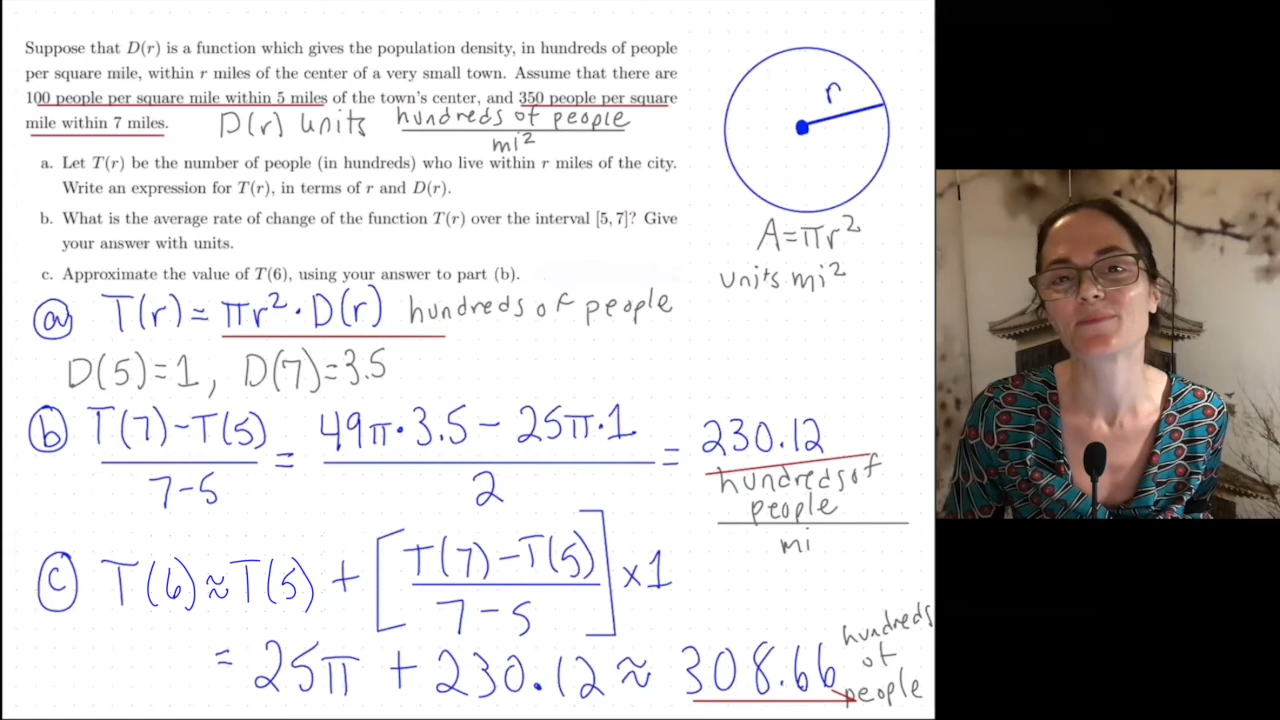 Suppose that D(r) is a function which gives the population density, in hundreds of people
per square mile, within r miles of the center of a very small town. Assume that there are
100 people per square mile within 5 miles of the town's center, and 350 people per square
mile within 7 miles.
D(r) units hundreds of people / mi²
a. Let T(r) be the number of people (in hundreds) who live within r miles of the city.
Write an expression for T(r), in terms of r and D(r).
b. What is the average rate of change of the function T(r) over the interval [5, 7]? Give
your answer with units.
c. Approximate the value of T(6), using your answer to part (b).
r
A=πr²
units mi²
(a) T(r) = πr² · D(r) hundreds of people
D(5)=1, D(7)=3.5
(b) T(7)-T(5) / 7-5 = 49π·3.5 - 25π·1 / 2 = 230.12
hundreds of
people
mi
(c) T(6) ≈ T(5) + [T(7)-T(5) / 7-5] ×1
= 25π + 230.12 ≈ 308.66 hundreds
of
people